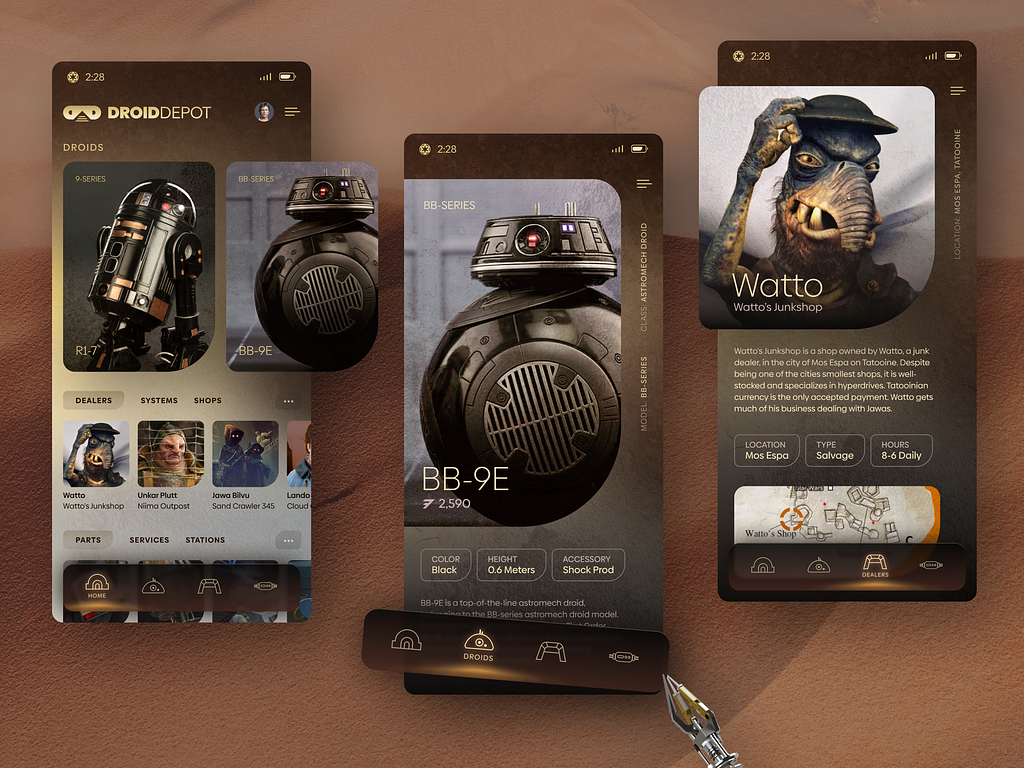 2:28
DROIDDEPOT
DROIDS
9-SERIES
R1-7
BB-SERIES
BB-9E
DEALERS SYSTEMS SHOPS
Watto
Watto's Junkshop
Unkar Plutt
Niima Outpost
Jawa Bilvu
Sand Crawler 345
Lando
Cloud
PARTS SERVICES STATIONS
HOME
2:28
BB-SERIES
CLASS: ASTROMECH DROID
MODEL: BB-SERIES
BB-9E
2,590
COLOR
Black
HEIGHT
0.6 Meters
ACCESSORY
Shock Prod
BB-9E is a top-of-the-line astromech droid,
to the BB-series astromech droid model.
First Order
DROIDS
2:28
LOCATION: MOS ESPA, TATOOINE
Watto
Watto's Junkshop
Watto's Junkshop is a shop owned by Watto, a junk
dealer, in the city of Mos Espa on Tatooine. Despite
being one of the cities smallest shops, it is well-
stocked and specializes in hyperdrives. Tatooinian
currency is the only accepted payment. Watto gets
much of his business dealing with Jawas.
LOCATION
Mos Espa
TYPE
Salvage
HOURS
8-6 Daily
Watto's Shop
DEALERS